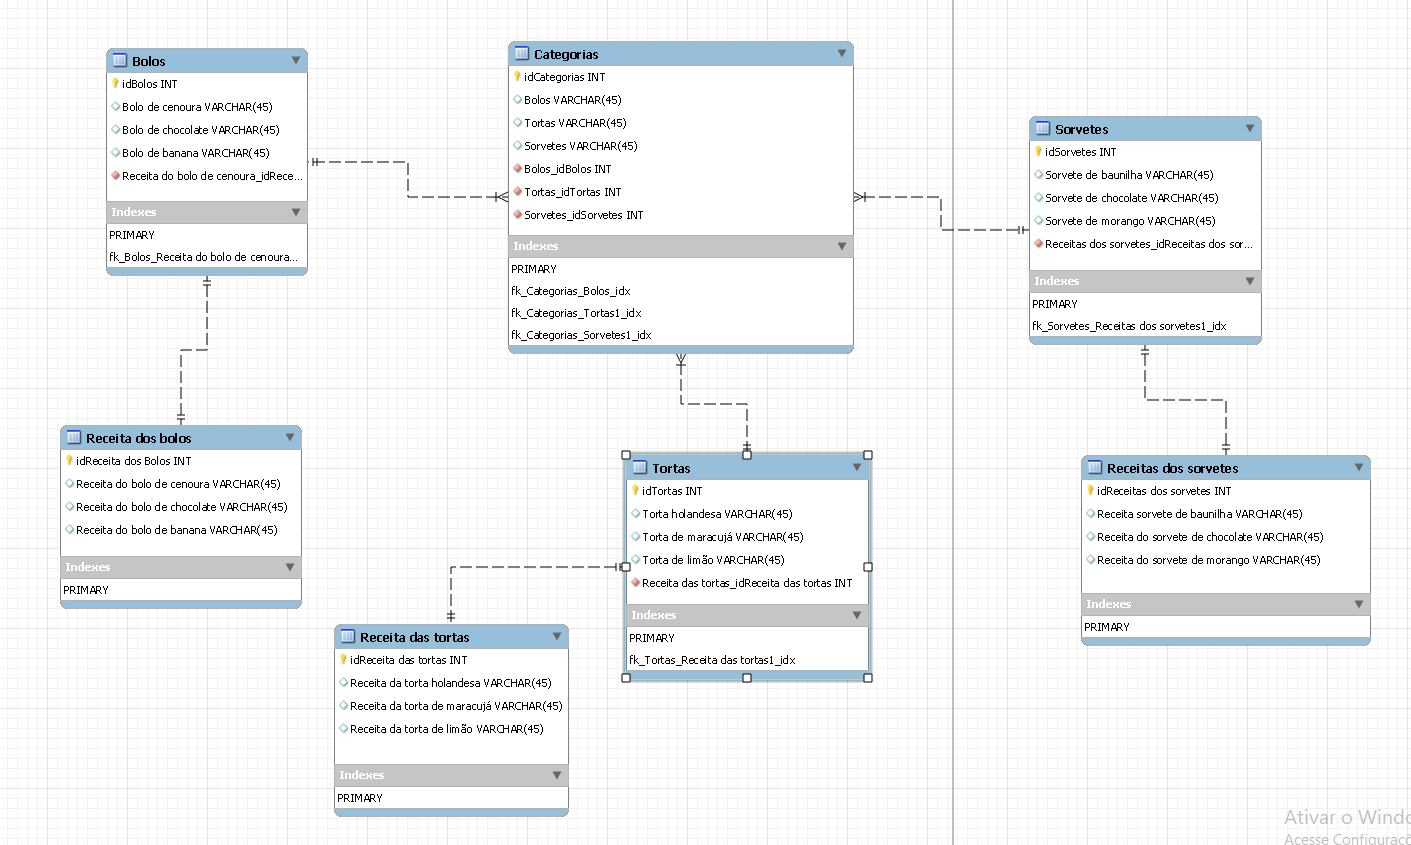 Bolos
idBolos INT
Bolo de cenoura VARCHAR(45)
Bolo de chocolate VARCHAR(45)
Bolo de banana VARCHAR(45)
Receita do bolo de cenoura_idRece...
Indexes
PRIMARY
fk_Bolos_Receita do bolo de cenoura...
Categorias
idCategorias INT
Bolos VARCHAR(45)
Tortas VARCHAR(45)
Sorvetes VARCHAR(45)
Bolos_idBolos INT
Tortas_idTortas INT
Sorvetes_idSorvetes INT
Indexes
PRIMARY
fk_Categorias_Bolos_idx
fk_Categorias_Tortas1_idx
fk_Categorias_Sorvetes1_idx
Sorvetes
idSorvetes INT
Sorvete de baunilha VARCHAR(45)
Sorvete de chocolate VARCHAR(45)
Sorvete de morango VARCHAR(45)
Receitas dos sorvetes_idReceitas dos sor...
Indexes
PRIMARY
fk_Sorvetes_Receitas dos sorvetes1_idx
Receita dos bolos
idReceita dos Bolos INT
Receita do bolo de cenoura VARCHAR(45)
Receita do bolo de chocolate VARCHAR(45)
Receita do bolo de banana VARCHAR(45)
Indexes
PRIMARY
Tortas
idTortas INT
Torta holandesa VARCHAR(45)
Torta de maracujá VARCHAR(45)
Torta de limão VARCHAR(45)
Receita das tortas_idReceita das tortas INT
Indexes
PRIMARY
fk_Tortas_Receita das tortas1_idx
Receitas dos sorvetes
idReceitas dos sorvetes INT
Receita sorvete de baunilha VARCHAR(45)
Receita do sorvete de chocolate VARCHAR(45)
Receita do sorvete de morango VARCHAR(45)
Indexes
PRIMARY
Receita das tortas
idReceita das tortas INT
Receita da torta holandesa VARCHAR(45)
Receita da torta de maracujá VARCHAR(45)
Receita da torta de limão VARCHAR(45)
Indexes
PRIMARY
Ativar o Windo
Acesse Configuraçõ